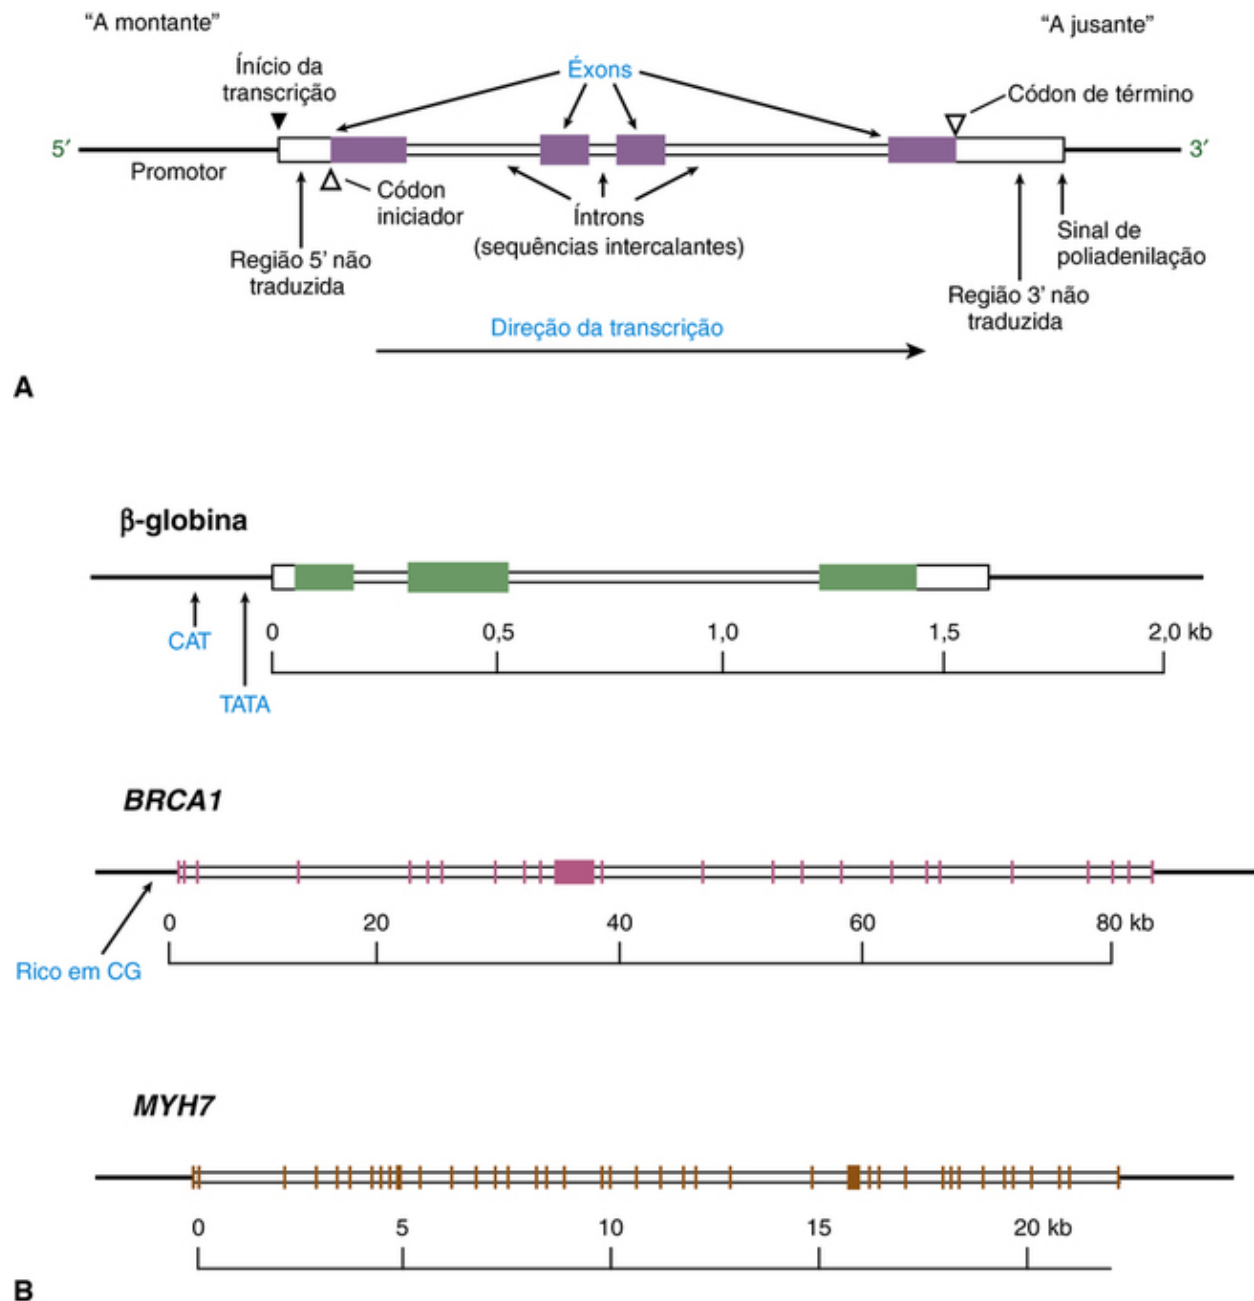 “A montante”
“A jusante”
Ínício da
transcrição
Éxons
Códon de término
5′
3′
Promotor
Códon
iniciador
Íntrons
(sequências intercalantes)
Região 5’ não
traduzida
Sinal de
poliadenilação
Região 3’ não
traduzida
Direção da transcrição
A
β-globina
CAT
TATA
0 0,5 1,0 1,5 2,0 kb
BRCA1
Rico em CG
0 20 40 60 80 kb
MYH7
0 5 10 15 20 kb
B